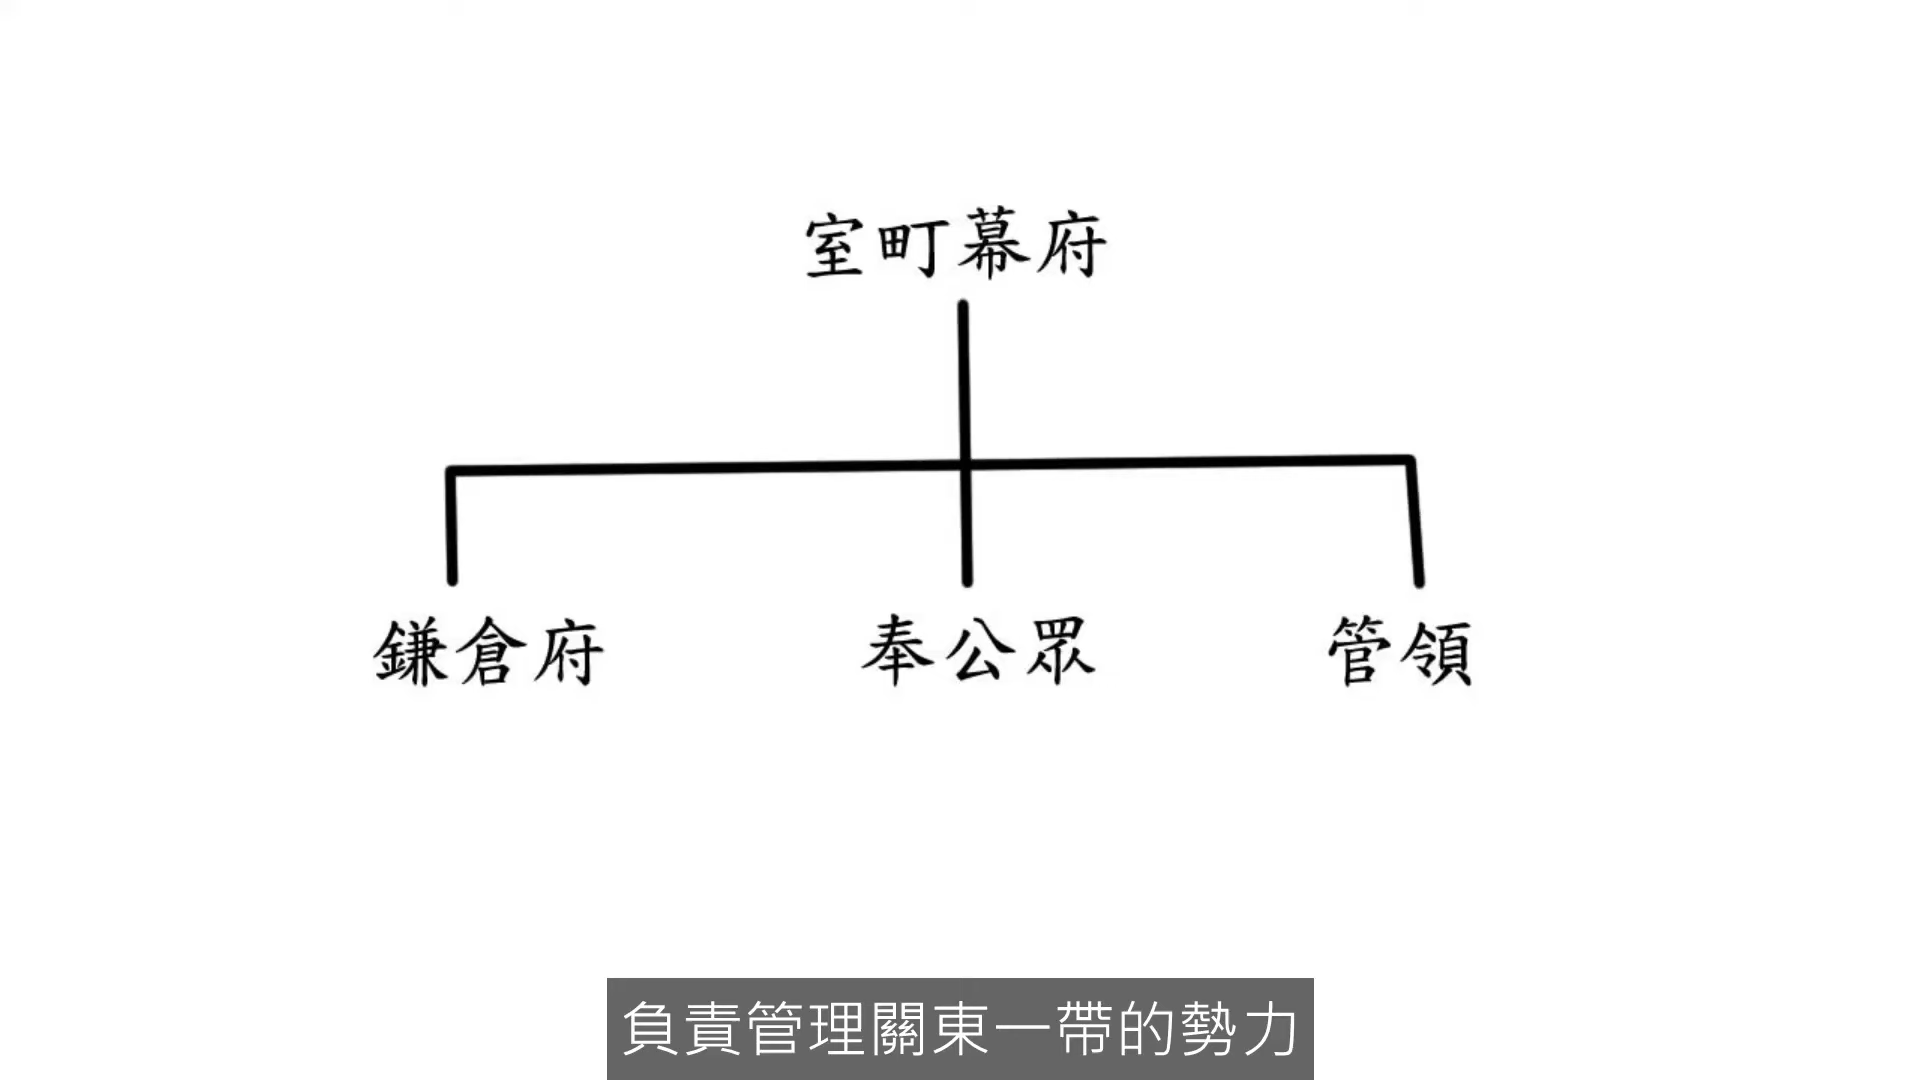 室町幕府
鎌倉府
奉公眾
管領
負責管理關東一帶的勢力